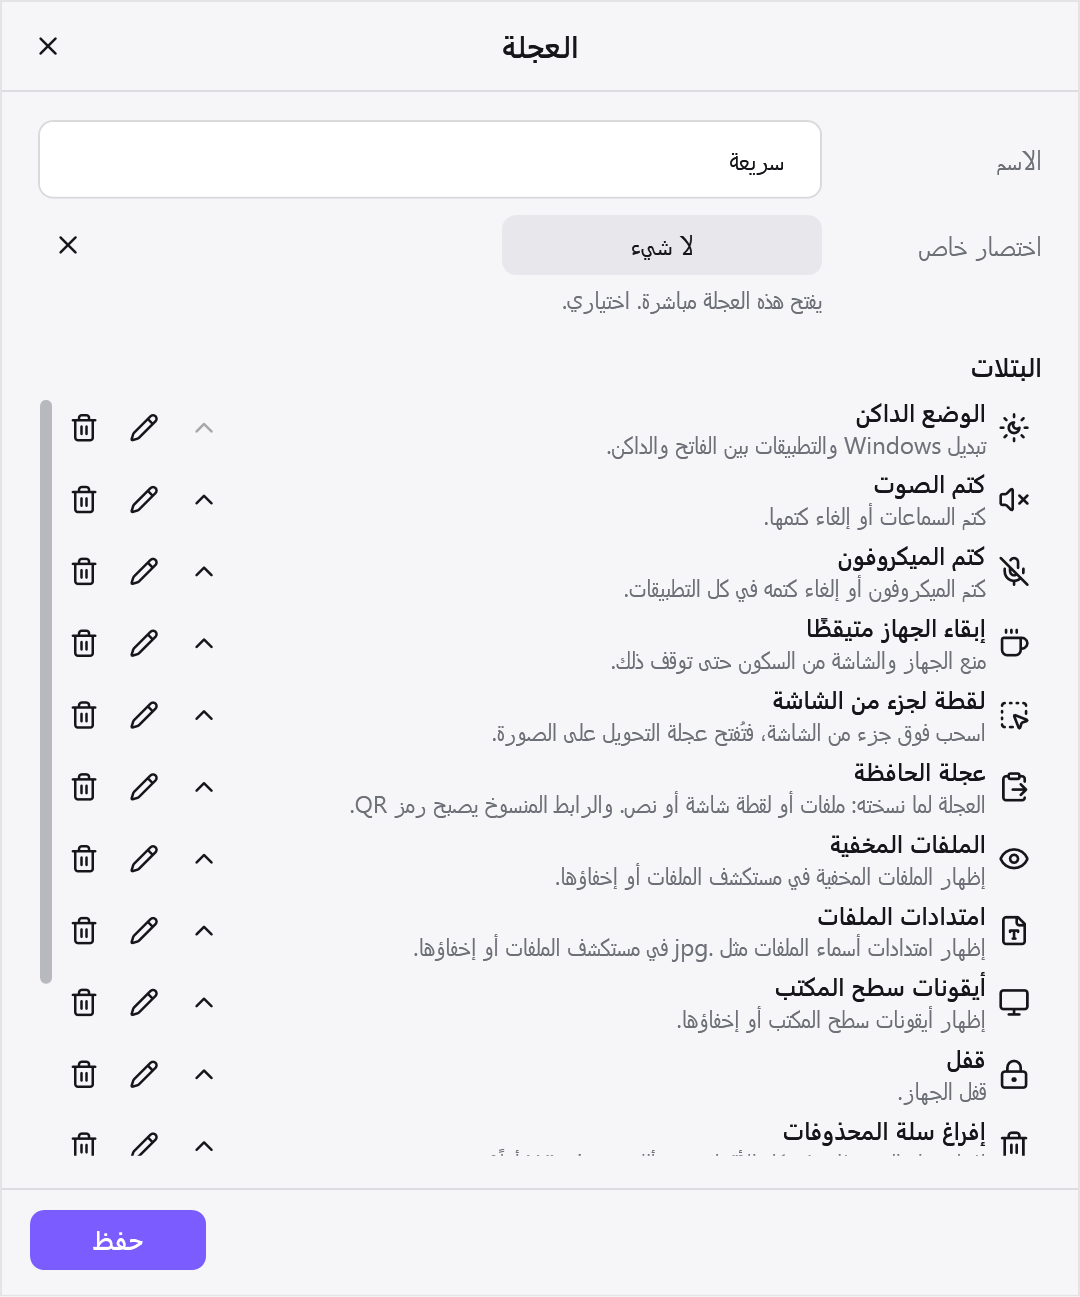 العجلة
الاسم
سريعة
اختصار خاص
لا شيء
يفتح هذه العجلة مباشرة. اختياري.
البتلات
الوضع الداكن
تبديل Windows والتطبيقات بين الفاتح والداكن.
كتم الصوت
كتم السماعات أو إلغاء كتمها.
كتم الميكروفون
كتم الميكروفون أو إلغاء كتمه في كل التطبيقات.
إبقاء الجهاز متيقظًا
منع الجهاز والشاشة من السكون حتى توقف ذلك.
لقطة لجزء من الشاشة
اسحب فوق جزء من الشاشة، فتُفتح عجلة التحويل على الصورة.
عجلة الحافظة
العجلة لما نسخته: ملفات أو لقطة شاشة أو نص. والرابط المنسوخ يصبح رمز QR.
الملفات المخفية
إظهار الملفات المخفية في مستكشف الملفات أو إخفاؤها.
امتدادات الملفات
إظهار امتدادات أسماء الملفات مثل .jpg في مستكشف الملفات أو إخفاؤها.
أيقونات سطح المكتب
إظهار أيقونات سطح المكتب أو إخفاؤها.
قفل
قفل الجهاز.
إفراغ سلة المحذوفات
حفظ